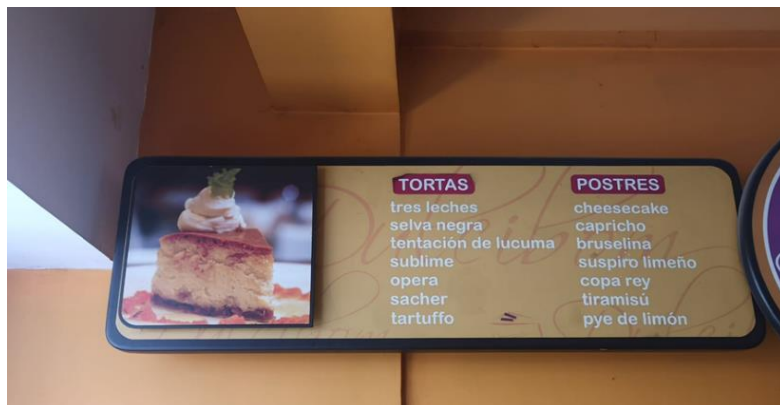 TORTAS
tres leches
selva negra
tentación de lucuma
sublime
opera
sacher
tartuffo
POSTRES
cheesecake
capricho
bruselina
suspiro limeño
copa rey
tiramisú
pye de limón